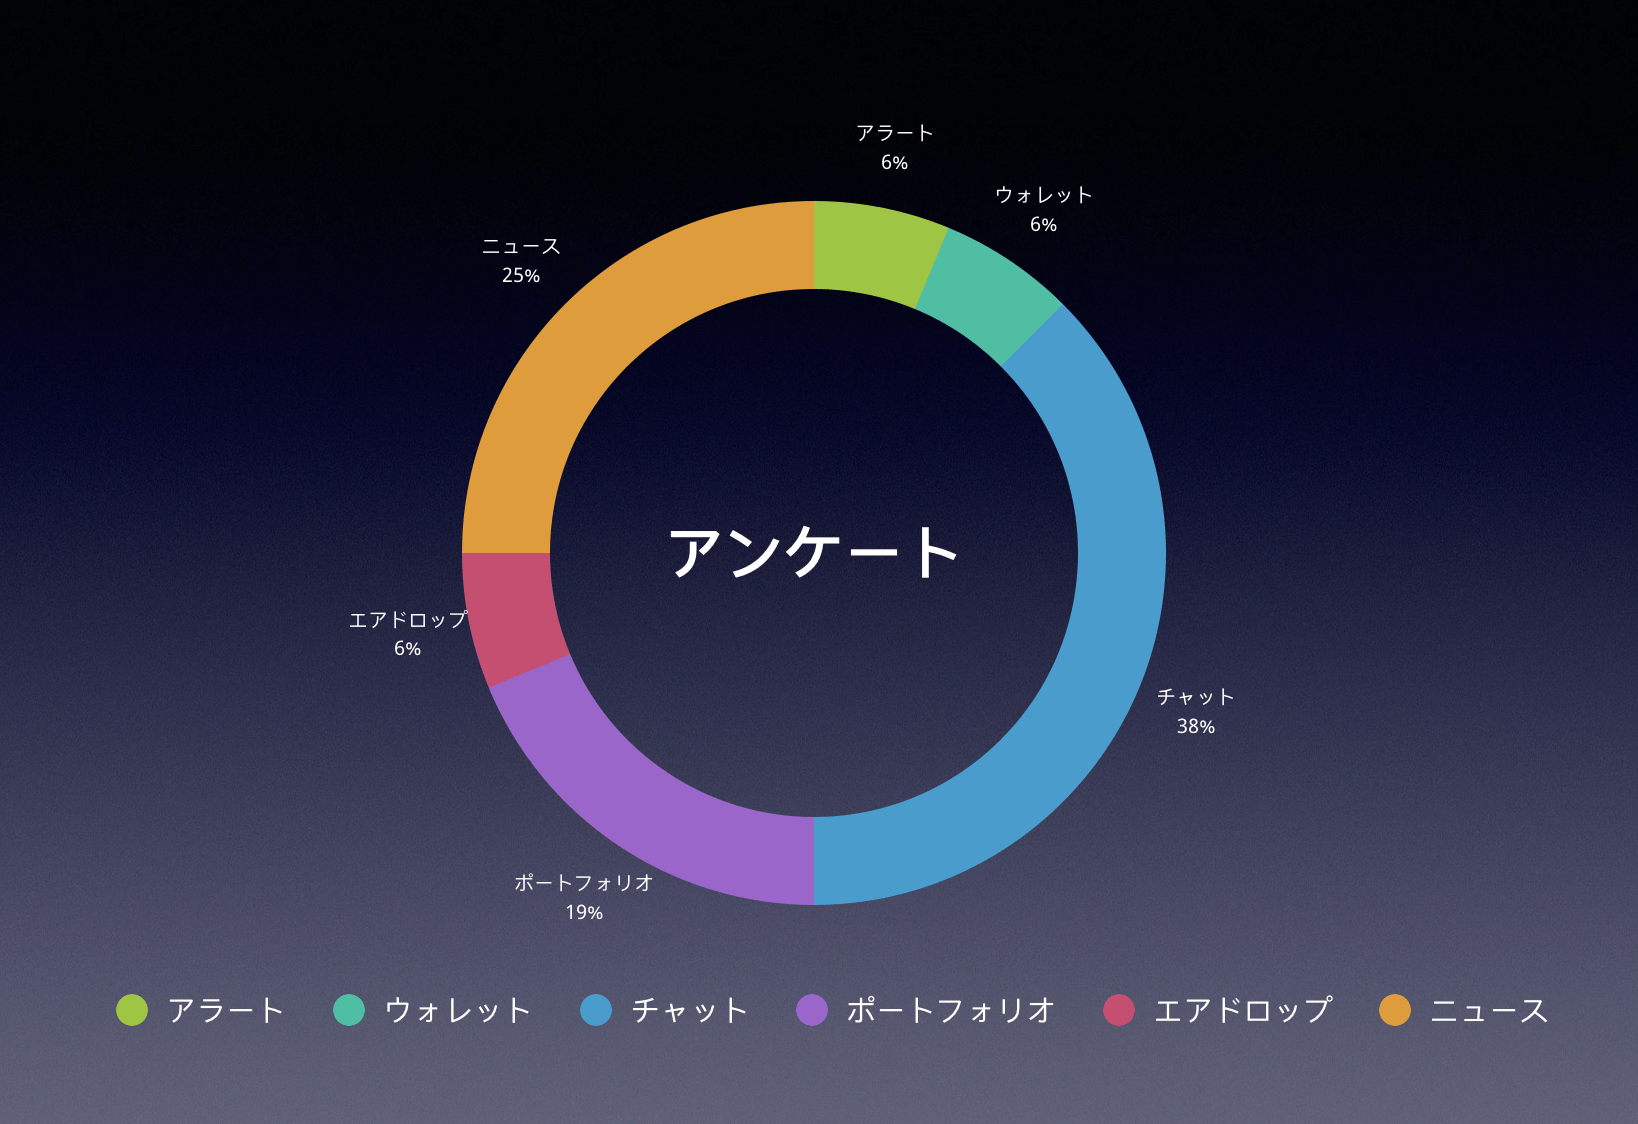 アラート
6%
ウォレット
6%
ニュース
25%
アンケート
エアドロップ
6%
チャット
38%
ポートフォリオ
19%
アラート
ウォレット
チャット
ポートフォリオ
エアドロップ
ニュース